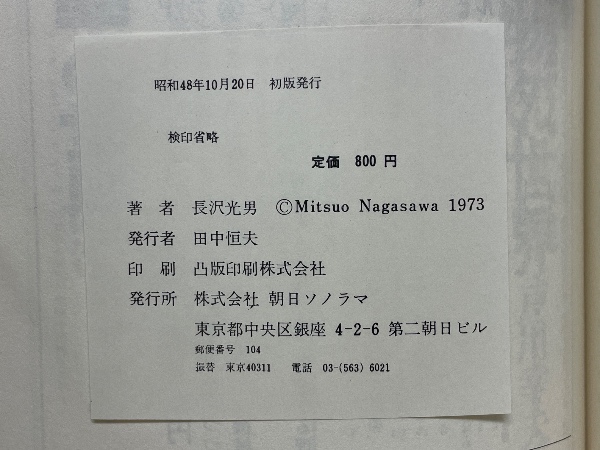 昭和48年10月20日　初版発行
検印省略
定価　800 円
著　者　長沢光男　ⒸMitsuo Nagasawa 1973
発行者　田中恒夫
印　刷　凸版印刷株式会社
発行所　株式会社 朝日ソノラマ
東京都中央区銀座 4-2-6 第二朝日ビル
郵便番号　104
振替　東京40311　電話　03-(563) 6021